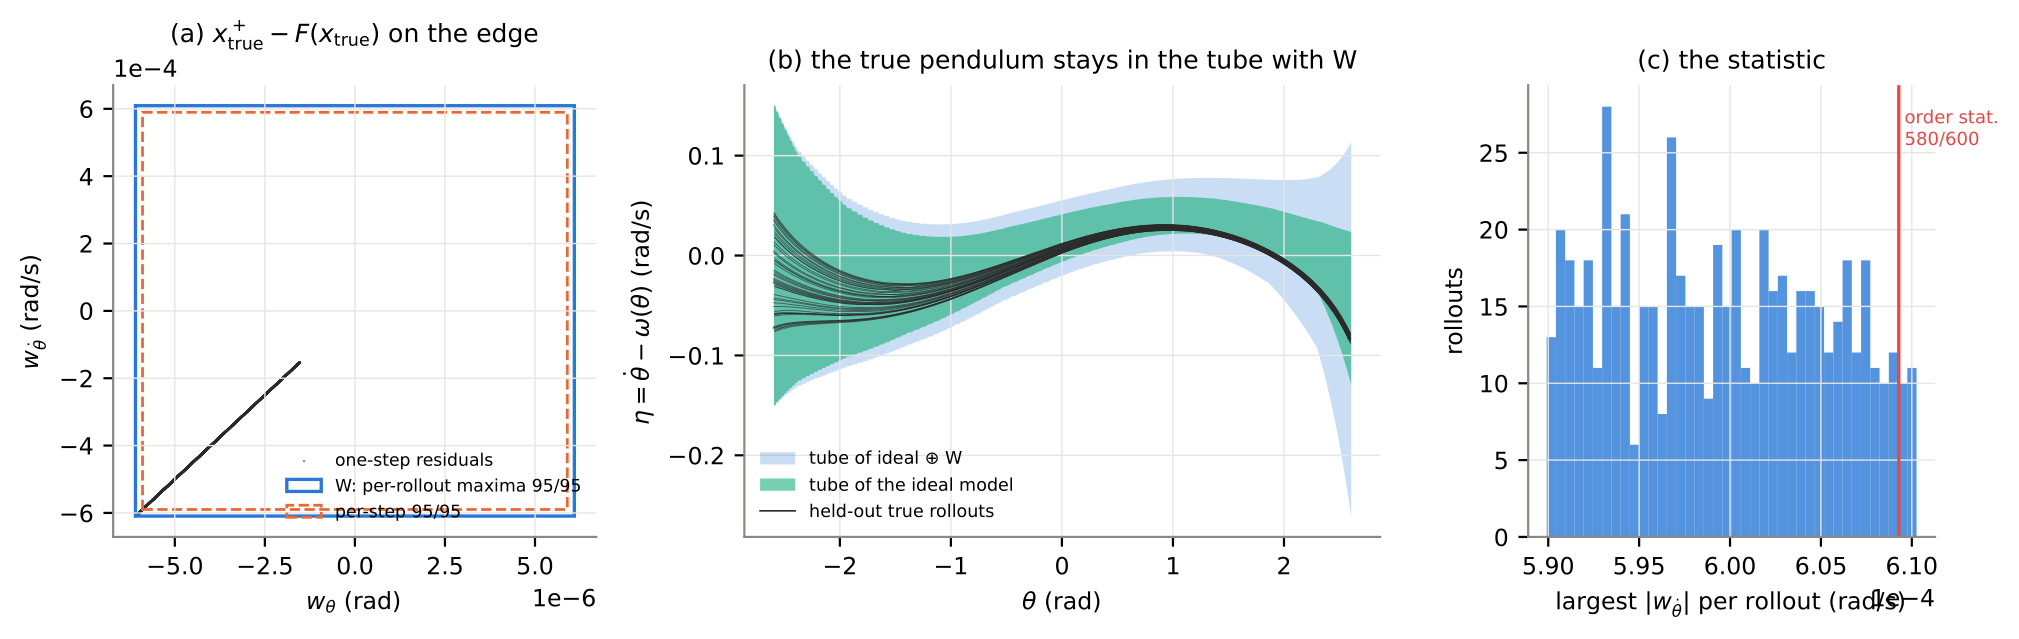 (a) x⁺_true − F(x_true) on the edge
1e−4
6
4
2
0
−2
−4
−6
w_θ̇ (rad/s)
one-step residuals
W: per-rollout maxima 95/95
per-step 95/95
−5.0 −2.5 0.0 2.5 5.0
w_θ (rad)
1e−6
(b) the true pendulum stays in the tube with W
0.1
0.0
−0.1
−0.2
η = θ̇ − ω(θ) (rad/s)
tube of ideal ⊕ W
tube of the ideal model
held-out true rollouts
−2 −1 0 1 2
θ (rad)
(c) the statistic
order stat.
580/600
25
20
15
10
5
0
rollouts
5.90 5.95 6.00 6.05 6.10
largest |w_θ̇| per rollout (rad/s)
1e−4